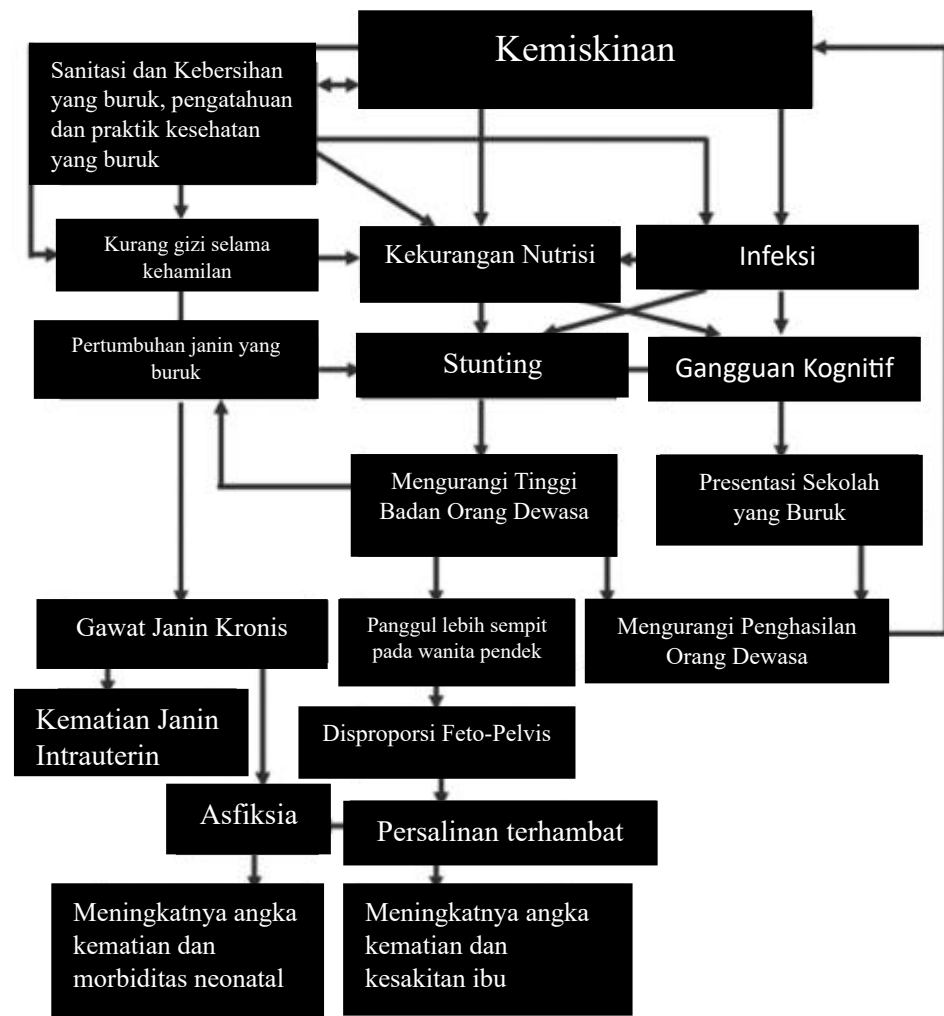 Kemiskinan
Sanitasi dan Kebersihan
yang buruk, pengatahuan
dan praktik kesehatan
yang buruk
Kurang gizi selama
kehamilan
Kekurangan Nutrisi
Infeksi
Pertumbuhan janin yang
buruk
Stunting
Gangguan Kognitif
Mengurangi Tinggi
Badan Orang Dewasa
Presentasi Sekolah
yang Buruk
Gawat Janin Kronis
Panggul lebih sempit
pada wanita pendek
Mengurangi Penghasilan
Orang Dewasa
Kematian Janin
Intrauterin
Disproporsi Feto-Pelvis
Asfiksia
Persalinan terhambat
Meningkatnya angka
kematian dan
morbiditas neonatal
Meningkatnya angka
kematian dan
kesakitan ibu